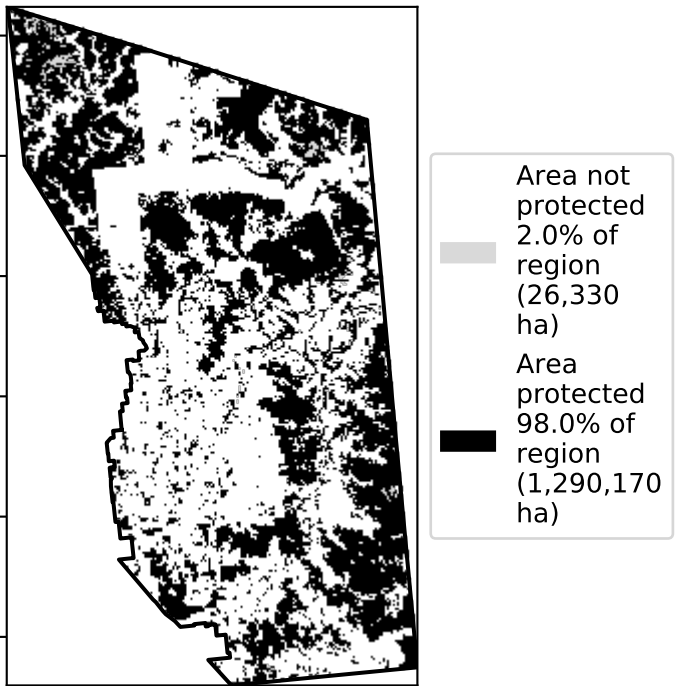 Area not
protected
2.0% of
region
(26,330
ha)
Area
protected
98.0% of
region
(1,290,170
ha)